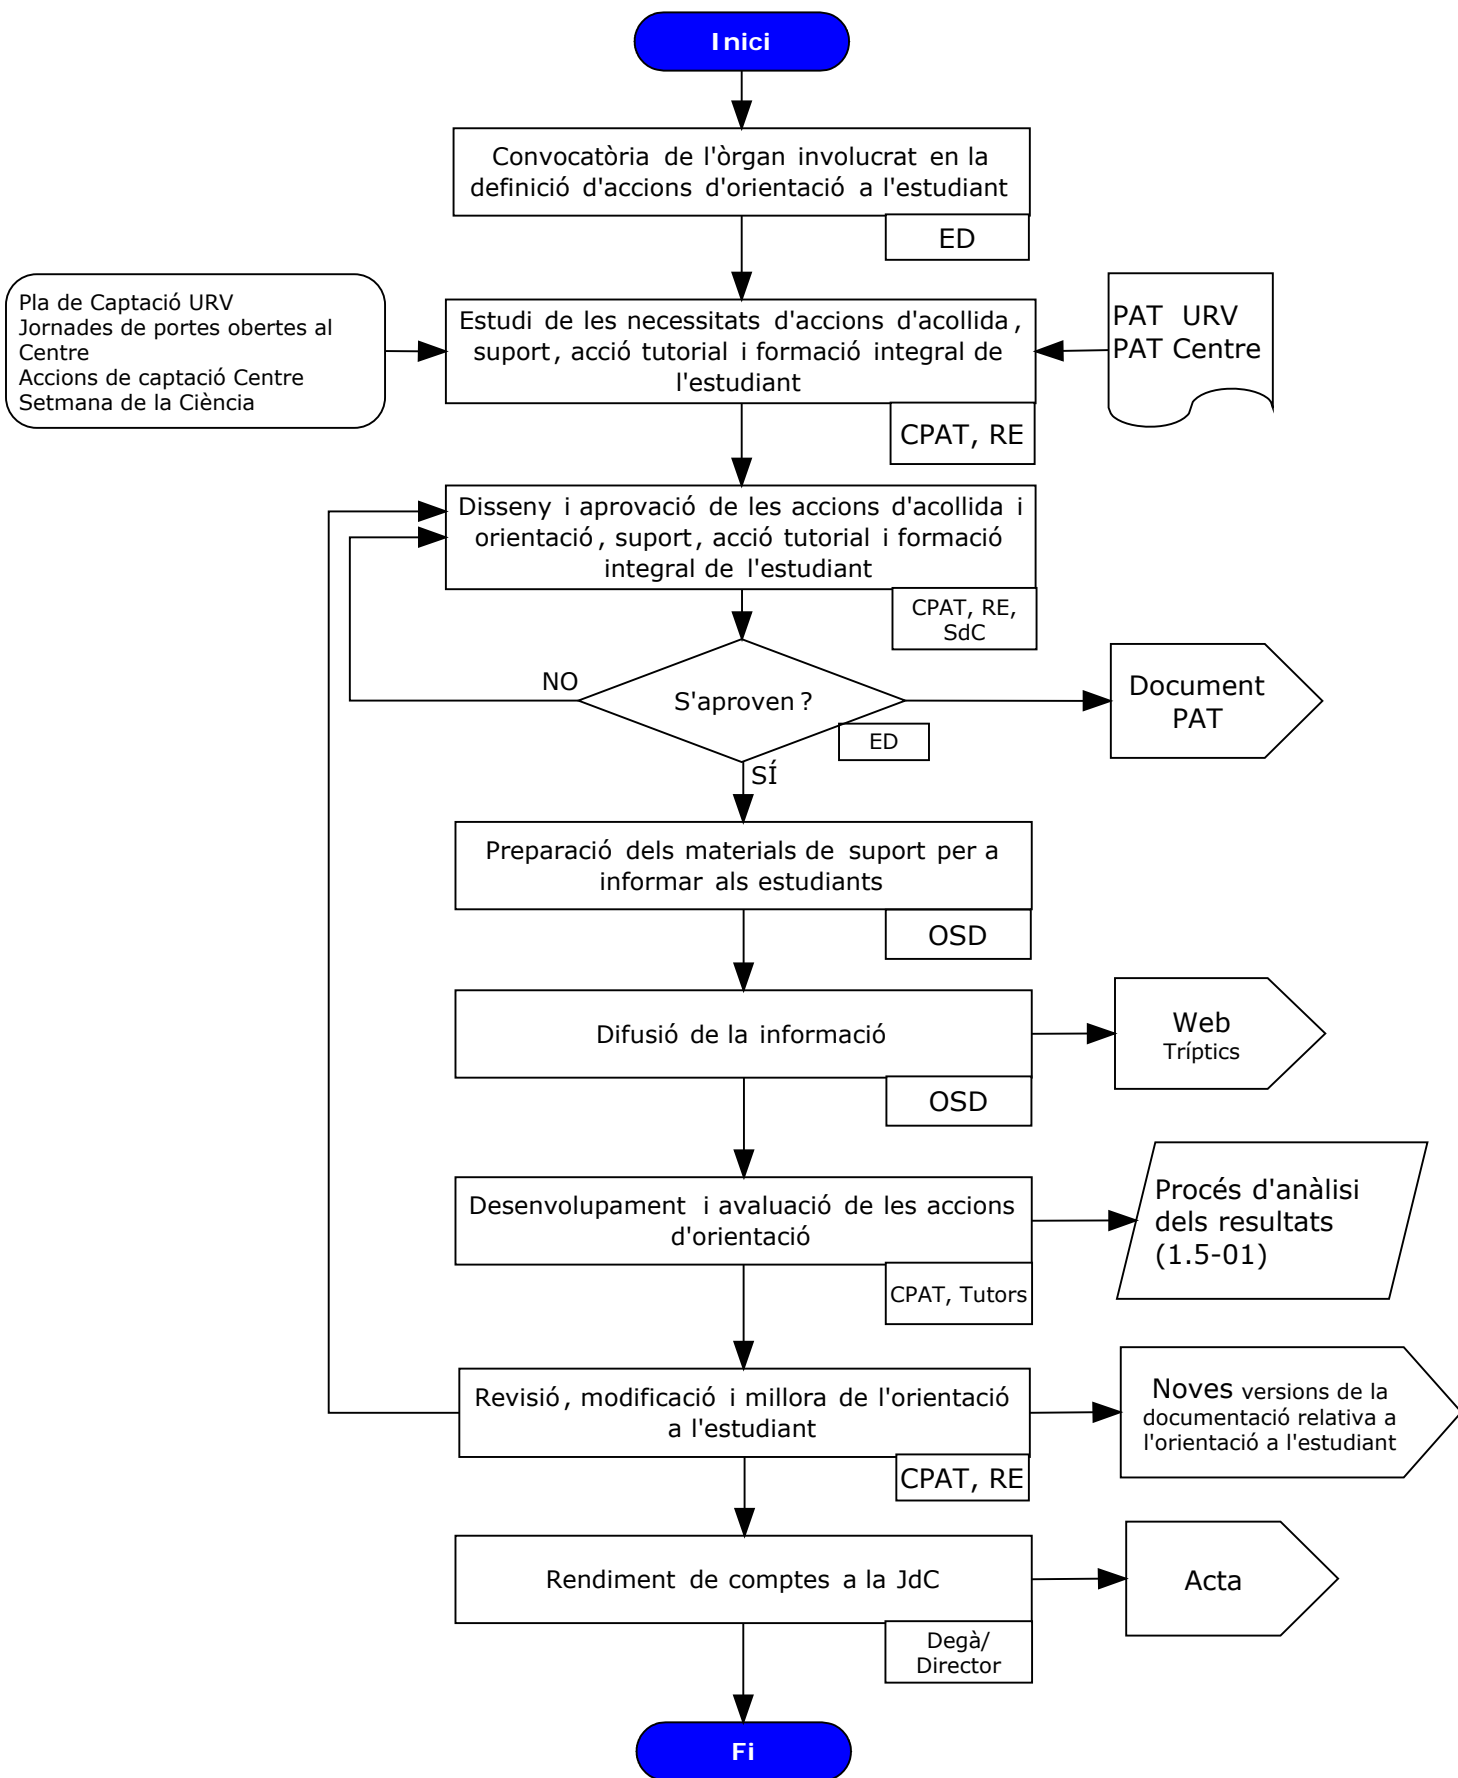 Inici
Convocatòria de l'òrgan involucrat en la
definició d'accions d'orientació a l'estudiant
ED
Pla de Captació URV
Jornades de portes obertes al
Centre
Accions de captació Centre
Setmana de la Ciència
Estudi de les necessitats d'accions d'acollida,
suport, acció tutorial i formació integral de
l'estudiant
PAT URV
PAT Centre
CPAT, RE
Disseny i aprovació de les accions d'acollida i
orientació, suport, acció tutorial i formació
integral de l'estudiant
CPAT, RE,
SdC
NO
S'aproven?
ED
SÍ
Document
PAT
Preparació dels materials de suport per a
informar als estudiants
OSD
Difusió de la informació
OSD
Web
Tríptics
Desenvolupament i avaluació de les accions
d'orientació
CPAT, Tutors
Procés d'anàlisi
dels resultats
(1.5-01)
Revisió, modificació i millora de l'orientació
a l'estudiant
CPAT, RE
Noves versions de la
documentació relativa a
l'orientació a l'estudiant
Rendiment de comptes a la JdC
Degà/
Director
Acta
Fi